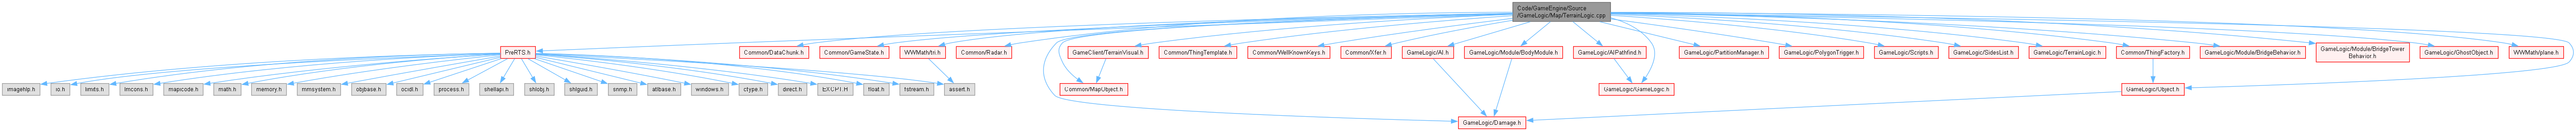 Code/GameEngine/Source
/GameLogic/Map/TerrainLogic.cpp
PreRTS.h
Common/DataChunk.h
Common/GameState.h
WWMath/tri.h
Common/Radar.h
GameClient/TerrainVisual.h
Common/ThingTemplate.h
Common/WellKnownKeys.h
Common/Xfer.h
GameLogic/AI.h
GameLogic/Module/BodyModule.h
GameLogic/AIPathfind.h
GameLogic/PartitionManager.h
GameLogic/PolygonTrigger.h
GameLogic/Scripts.h
GameLogic/SidesList.h
GameLogic/TerrainLogic.h
Common/ThingFactory.h
GameLogic/Module/BridgeBehavior.h
GameLogic/Module/BridgeTower
Behavior.h
GameLogic/GhostObject.h
WWMath/plane.h
imagehlp.h
io.h
limits.h
lmcons.h
mapicode.h
math.h
memory.h
mmsystem.h
objbase.h
ocidl.h
process.h
shellapi.h
shlobj.h
shlguid.h
snmp.h
atlbase.h
windows.h
ctype.h
direct.h
EXCPT.H
float.h
fstream.h
assert.h
Common/MapObject.h
GameLogic/GameLogic.h
GameLogic/Object.h
GameLogic/Damage.h